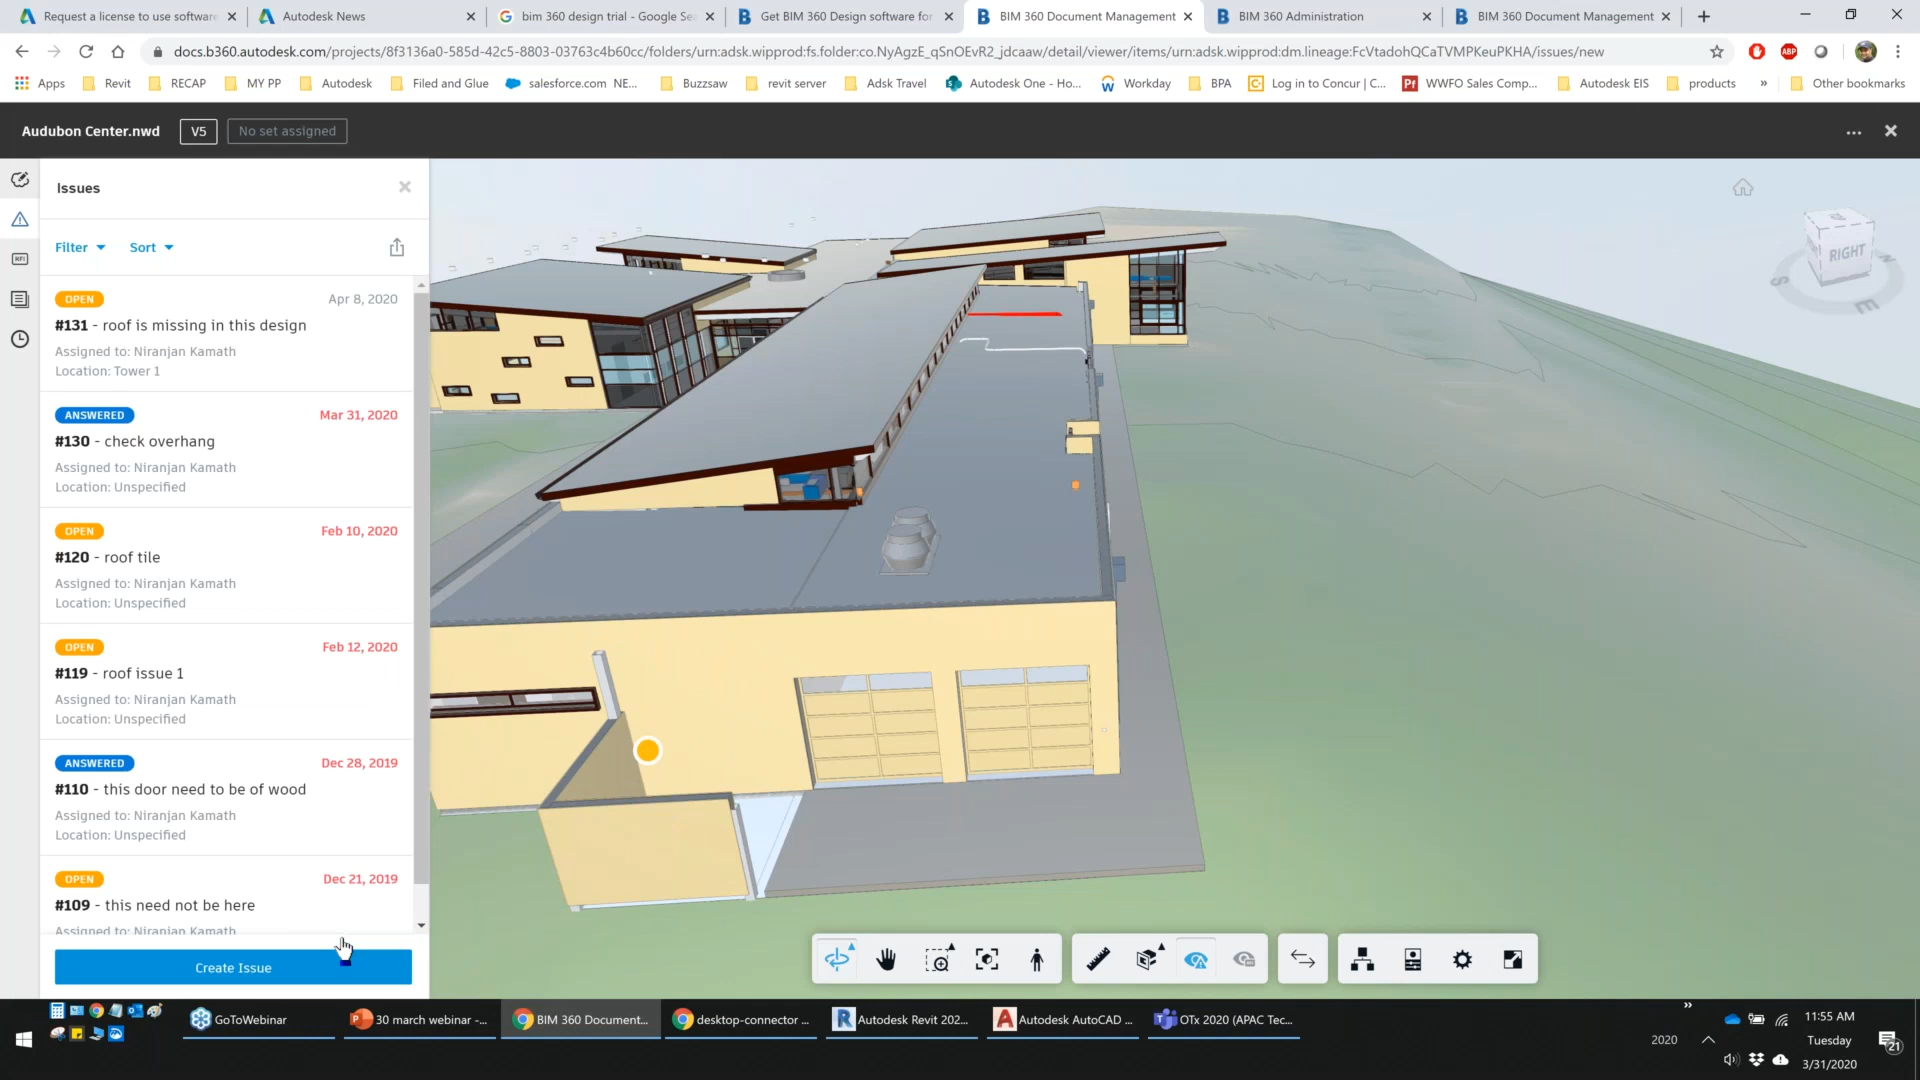 Request a license to use software
Autodesk News
bim 360 design trial - Google Se
Get BIM 360 Design software for
BIM 360 Document Management
BIM 360 Administration
BIM 360 Document Management
docs.b360.autodesk.com/projects/8f3136a0-585d-42c5-8803-03763c4b60cc/folders/urn:adsk.wipprod:fs.folder:co.NyAgzE_qSnOEvR2_jdcaaw/detail/viewer/items/urn:adsk.wipprod:dm.lineage:FcVtadohQCaTVMPKeuPKHA/issues/new
ABP
Apps
Revit
RECAP
MY PP
Autodesk
Filed and Glue
salesforce.com NE...
Buzzsaw
revit server
Adsk Travel
Autodesk One - Ho...
Workday
BPA
Log in to Concur | C...
WWFO Sales Comp...
Autodesk EIS
products
»
Other bookmarks
Audubon Center.nwd
V5
No set assigned
Issues
Filter
Sort
RFI
OPEN
Apr 8, 2020
#131 - roof is missing in this design
Assigned to: Niranjan Kamath
Location: Tower 1
ANSWERED
Mar 31, 2020
#130 - check overhang
Assigned to: Niranjan Kamath
Location: Unspecified
OPEN
Feb 10, 2020
#120 - roof tile
Assigned to: Niranjan Kamath
Location: Unspecified
OPEN
Feb 12, 2020
#119 - roof issue 1
Assigned to: Niranjan Kamath
Location: Unspecified
ANSWERED
Dec 28, 2019
#110 - this door need to be of wood
Assigned to: Niranjan Kamath
Location: Unspecified
OPEN
Dec 21, 2019
#109 - this need not be here
Assigned to: Niranjan Kamath
Create Issue
RIGHT
S
E
GoToWebinar
30 march webinar -...
BIM 360 Document...
desktop-connector ...
Autodesk Revit 202...
Autodesk AutoCAD ...
OTx 2020 (APAC Tec...
»
2020
11:55 AM
Tuesday
3/31/2020
21